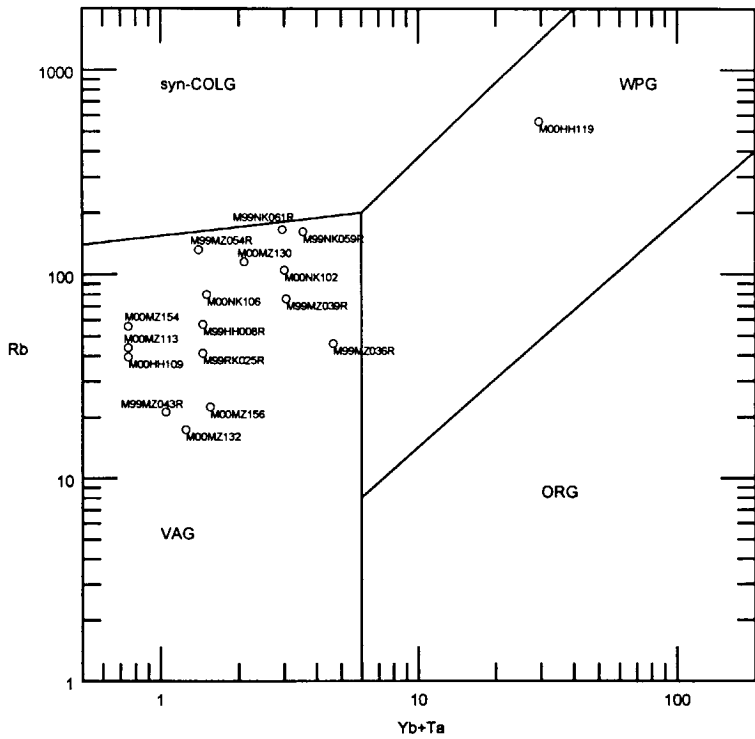 1000
syn-COLG
WPG
M00HH119
M99NK061R
M99NK059R
M99MZ054R
M00MZ130
100
M00NK102
M00NK106
M99MZ039R
M00MZ154
M99HH008R
M00MZ113
M99MZ036R
Rb
M00HH109
M99RK025R
M99MZ043R
M00MZ156
M00MZ132
10
ORG
VAG
1
1
10
100
Yb+Ta